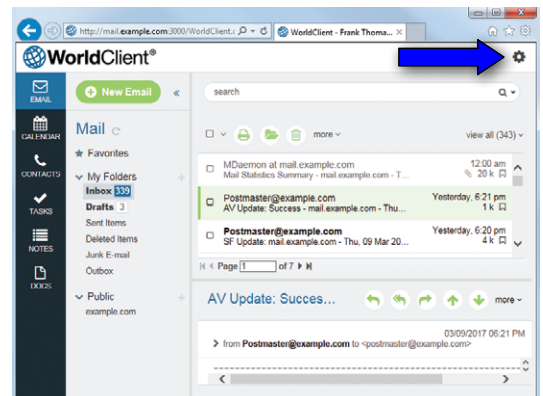 http://mail.example.com:3000/WorldClient.c
WorldClient - Frank Thoma...
WorldClient®
EMAIL
CALENDAR
CONTACTS
TASKS
NOTES
DOCS
New Email
Mail
Favorites
My Folders
Inbox 339
Drafts 3
Sent Items
Deleted Items
Junk E-mail
Outbox
Public
example.com
search
more
view all (343)
MDaemon at mail.example.com 12:00 am
Mail Statistics Summary - mail.example.com - T... 20 k
Postmaster@example.com Yesterday, 6:21 pm
AV Update: Success - mail.example.com - Thu... 1 k
Postmaster@example.com Yesterday, 6:20 pm
SF Update: mail.example.com - Thu, 09 Mar 20... 4 k
Page 1 of 7
AV Update: Succes...
more
03/09/2017 06:21 PM
from Postmaster@example.com to <postmaster@example.com>